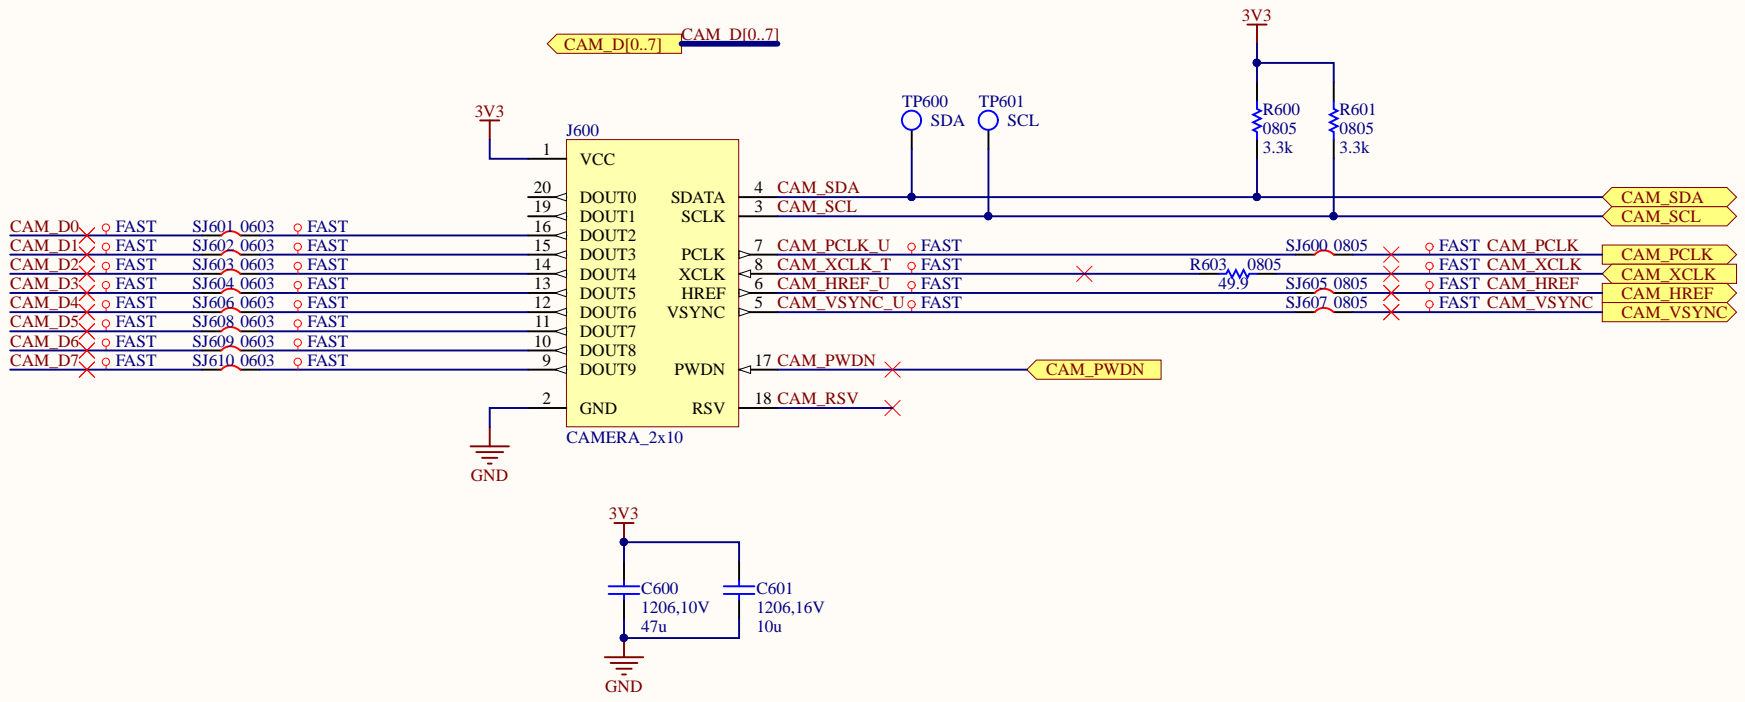 CAM_D[0..7]
CAM_D[0..7]
3V3
3V3
J600
TP600
SDA
TP601
SCL
R600
0805
3.3k
R601
0805
3.3k
1
VCC
20
DOUT0
19
DOUT1
16
DOUT2
15
DOUT3
14
DOUT4
13
DOUT5
12
DOUT6
11
DOUT7
10
DOUT8
9
DOUT9
2
GND
SDATA
4
CAM_SDA
CAM_SDA
SCLK
3
CAM_SCL
CAM_SCL
CAM_D0
FAST
SJ601
0603
FAST
CAM_D1
FAST
SJ602
0603
FAST
CAM_D2
FAST
SJ603
0603
FAST
CAM_D3
FAST
SJ604
0603
FAST
CAM_D4
FAST
SJ606
0603
FAST
CAM_D5
FAST
SJ608
0603
FAST
CAM_D6
FAST
SJ609
0603
FAST
CAM_D7
FAST
SJ610
0603
FAST
PCLK
7
CAM_PCLK_U
FAST
SJ600
0805
FAST
CAM_PCLK
CAM_PCLK
XCLK
8
CAM_XCLK_T
FAST
R603
0805
49.9
FAST
CAM_XCLK
CAM_XCLK
HREF
6
CAM_HREF_U
FAST
SJ605
0805
FAST
CAM_HREF
CAM_HREF
VSYNC
5
CAM_VSYNC_U
FAST
SJ607
0805
FAST
CAM_VSYNC
CAM_VSYNC
PWDN
17
CAM_PWDN
CAM_PWDN
RSV
18
CAM_RSV
CAMERA_2x10
GND
3V3
C600
1206,10V
47u
C601
1206,16V
10u
GND